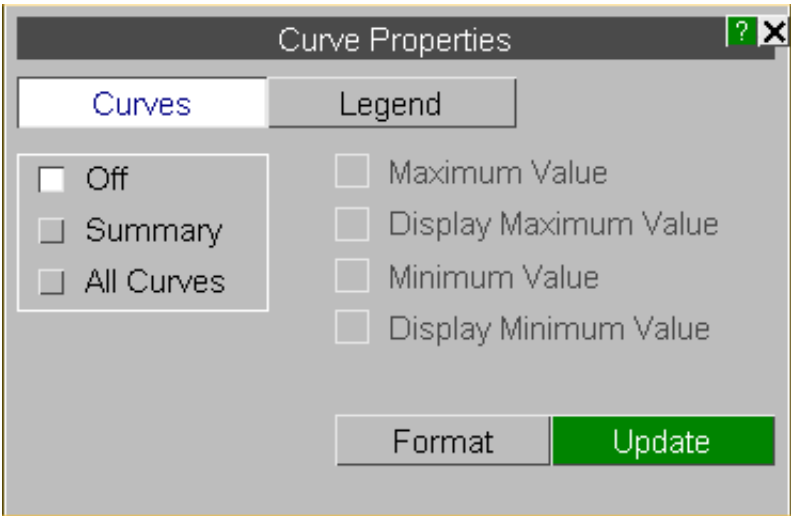 Curve Properties
?
Curves Legend
Off
Summary
All Curves
Maximum Value
Display Maximum Value
Minimum Value
Display Minimum Value
Format Update